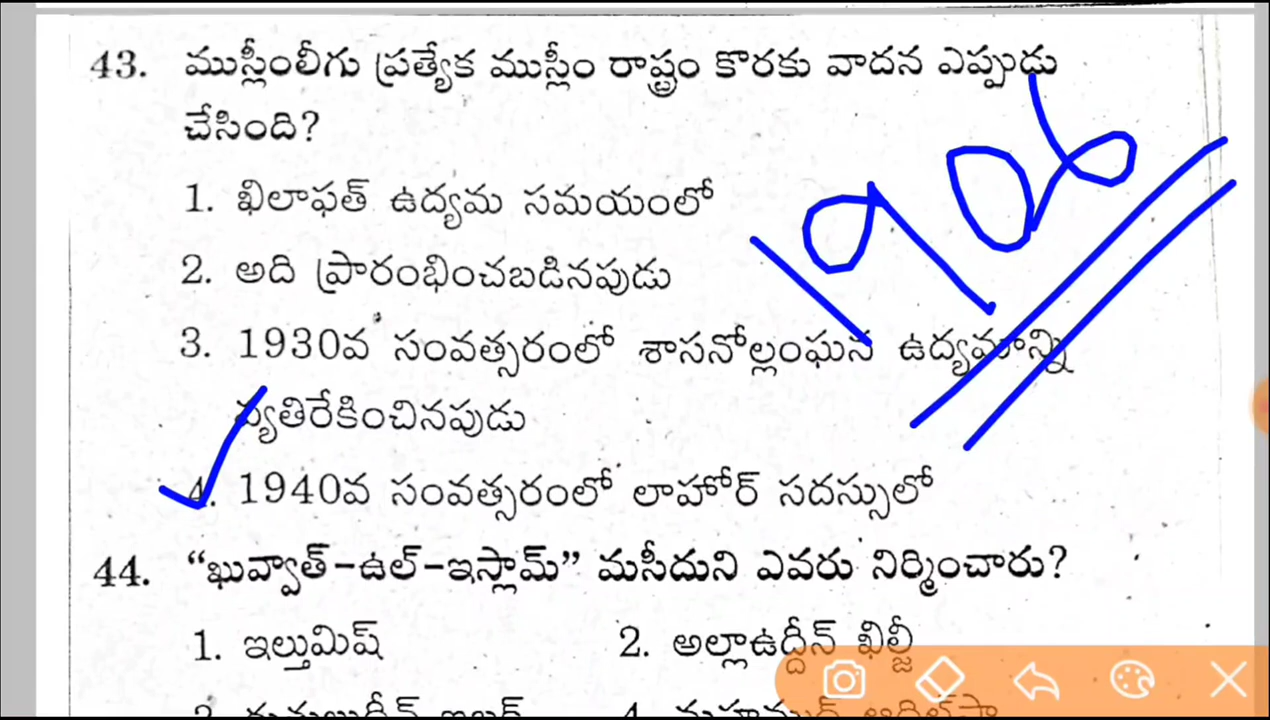 43. ముస్లీంలీగు ప్రత్యేక ముస్లీం రాష్ట్రం కొరకు వాదన ఎప్పుడు
చేసింది?
1906
1. ఖిలాఫత్ ఉద్యమ సమయంలో
2. అది ప్రారంభించబడినపుడు
3. 1930వ సంవత్సరంలో శాసనోల్లంఘన ఉద్యమాన్ని
వ్యతిరేకించినపుడు
4. 1940వ సంవత్సరంలో లాహోర్ సదస్సులో
44. "ఖువ్వాత్-ఉల్-ఇస్లామ్" మసీదుని ఎవరు నిర్మించారు?
1. ఇల్తుమిష్ 2. అల్లాఉద్దీన్ ఖిల్జీ